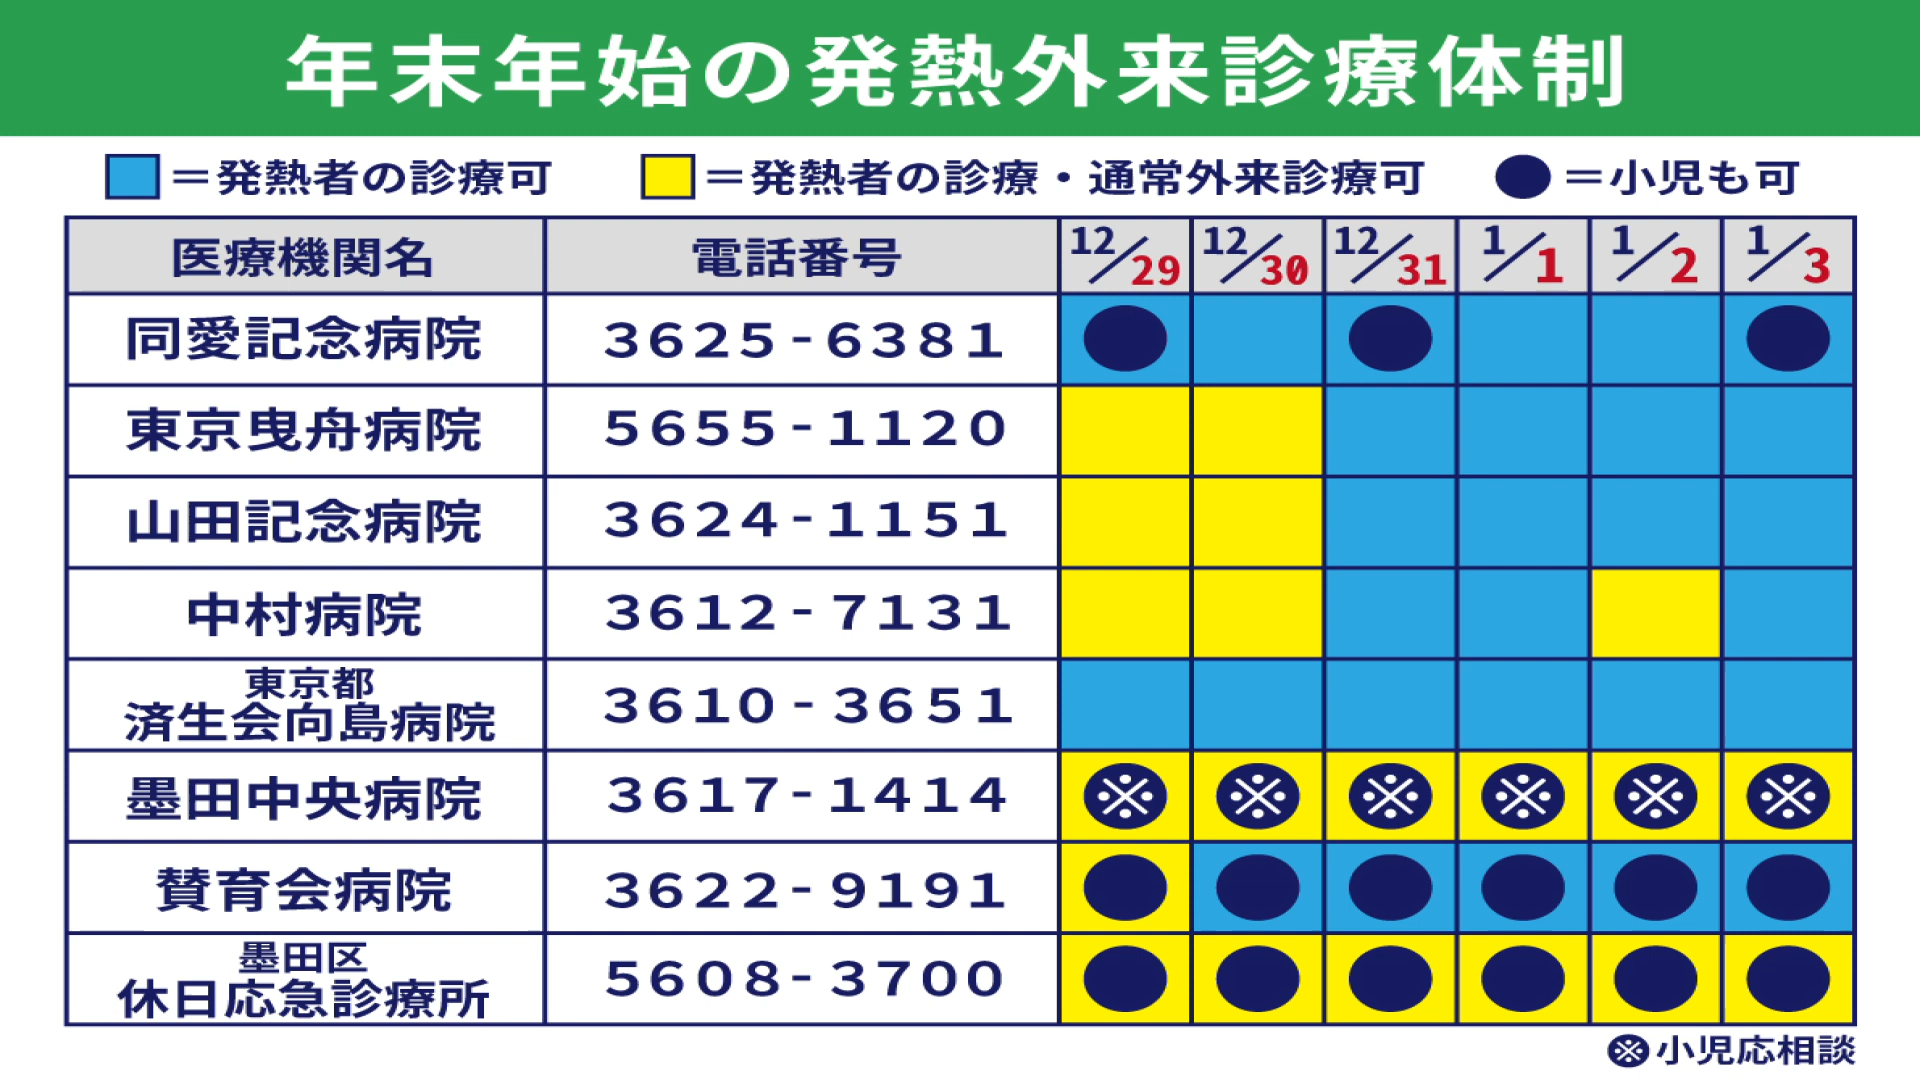 年末年始の発熱外来診療体制
＝発熱者の診療可 ＝発熱者の診療・通常外来診療可 ●＝小児も可
医療機関名 電話番号 12／29 12／30 12／31 1／1 1／2 1／3
同愛記念病院 3625-6381 ● ● ●
東京曳舟病院 5655-1120
山田記念病院 3624-1151
中村病院 3612-7131
東京都
済生会向島病院 3610-3651
墨田中央病院 3617-1414 ※ ※ ※ ※ ※ ※
賛育会病院 3622-9191 ● ● ● ● ● ●
墨田区
休日応急診療所 5608-3700 ● ● ● ● ● ●
※小児応相談